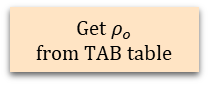 Get ρₒ
from TAB table